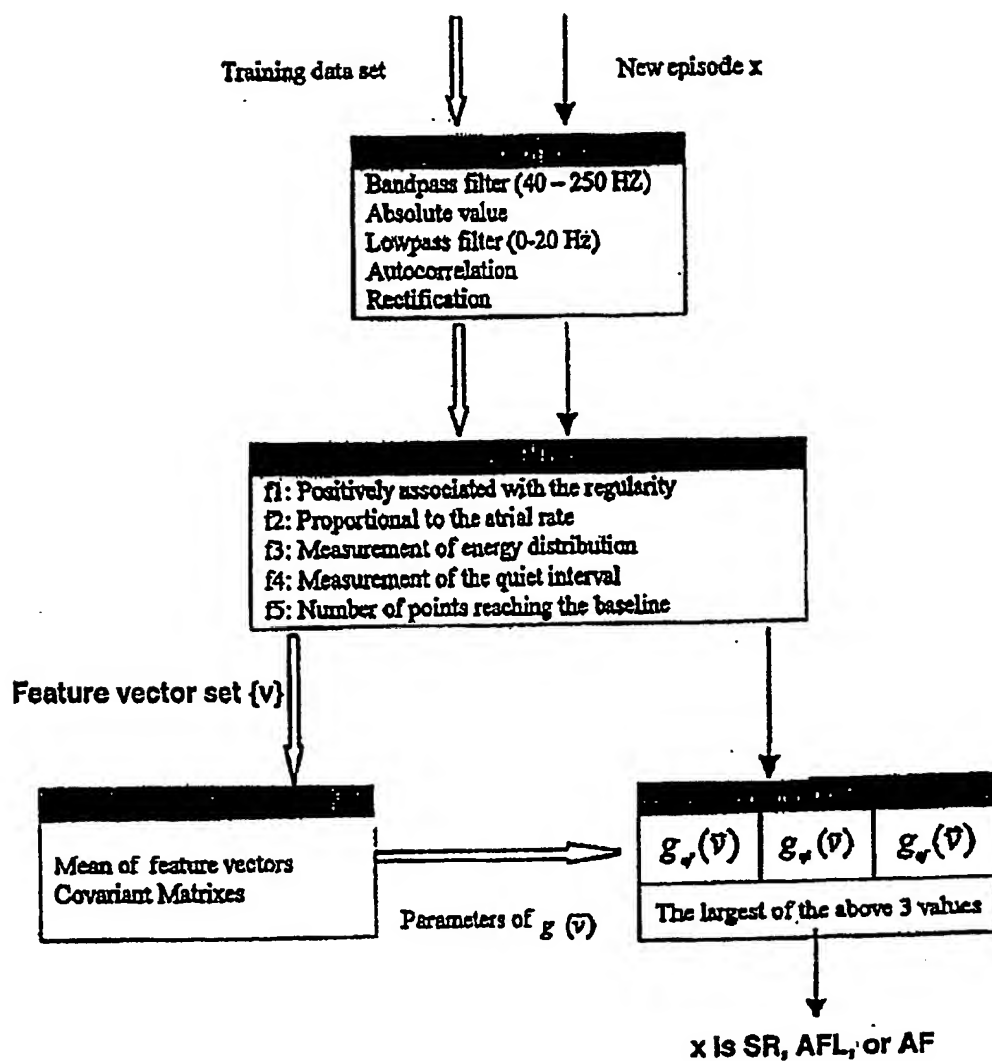 Training data set
New episode x
Bandpass filter (40 – 250 HZ)
Absolute value
Lowpass filter (0-20 Hz)
Autocorrelation
Rectification
f1: Positively associated with the regularity
f2: Proportional to the atrial rate
f3: Measurement of energy distribution
f4: Measurement of the quiet interval
f5: Number of points reaching the baseline
Feature vector set {v}
Mean of feature vectors
Covariant Matrixes
Parameters of g (v̄)
The largest of the above 3 values
x is SR, AFL, or AF